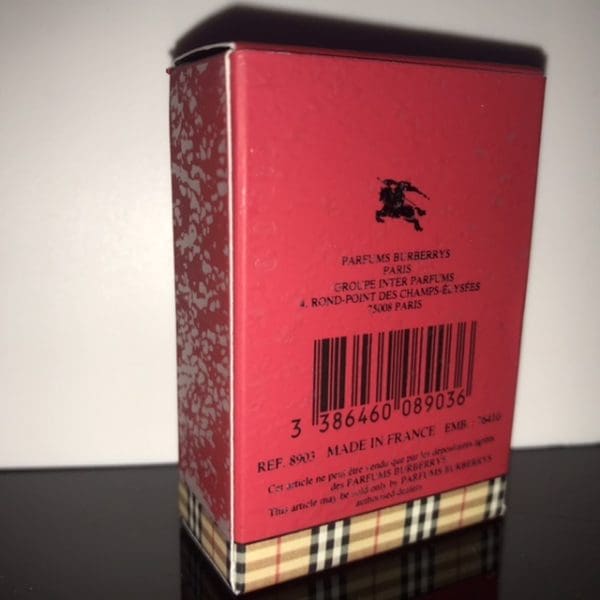 PARFUMS BURBERRYS
PARIS
GROUPE INTER PARFUMS
4, ROND-POINT DES CHAMPS-ÉLYSÉES
75008 PARIS
3 386460 089036
REF. 8903 MADE IN FRANCE EMB. : 76410
Cet article ne peut être vendu que par les dépositaires agréés
des PARFUMS BURBERRYS
This article may be sold only by PARFUMS BURBERRYS
authorised dealers